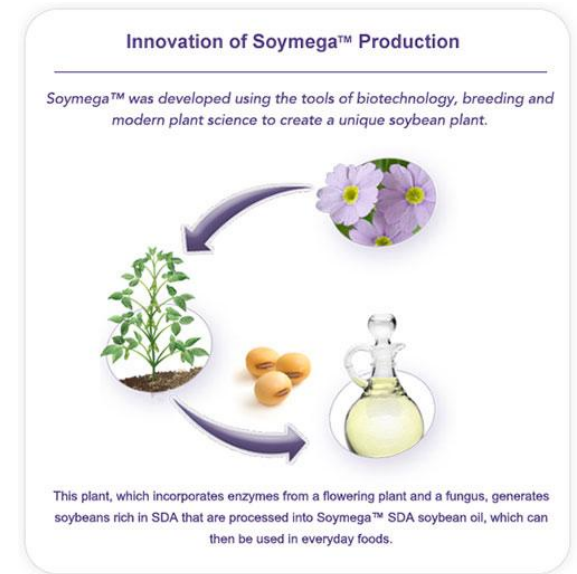 Innovation of Soymega™ Production
Soymega™ was developed using the tools of biotechnology, breeding and
modern plant science to create a unique soybean plant.
This plant, which incorporates enzymes from a flowering plant and a fungus, generates
soybeans rich in SDA that are processed into Soymega™ SDA soybean oil, which can
then be used in everyday foods.